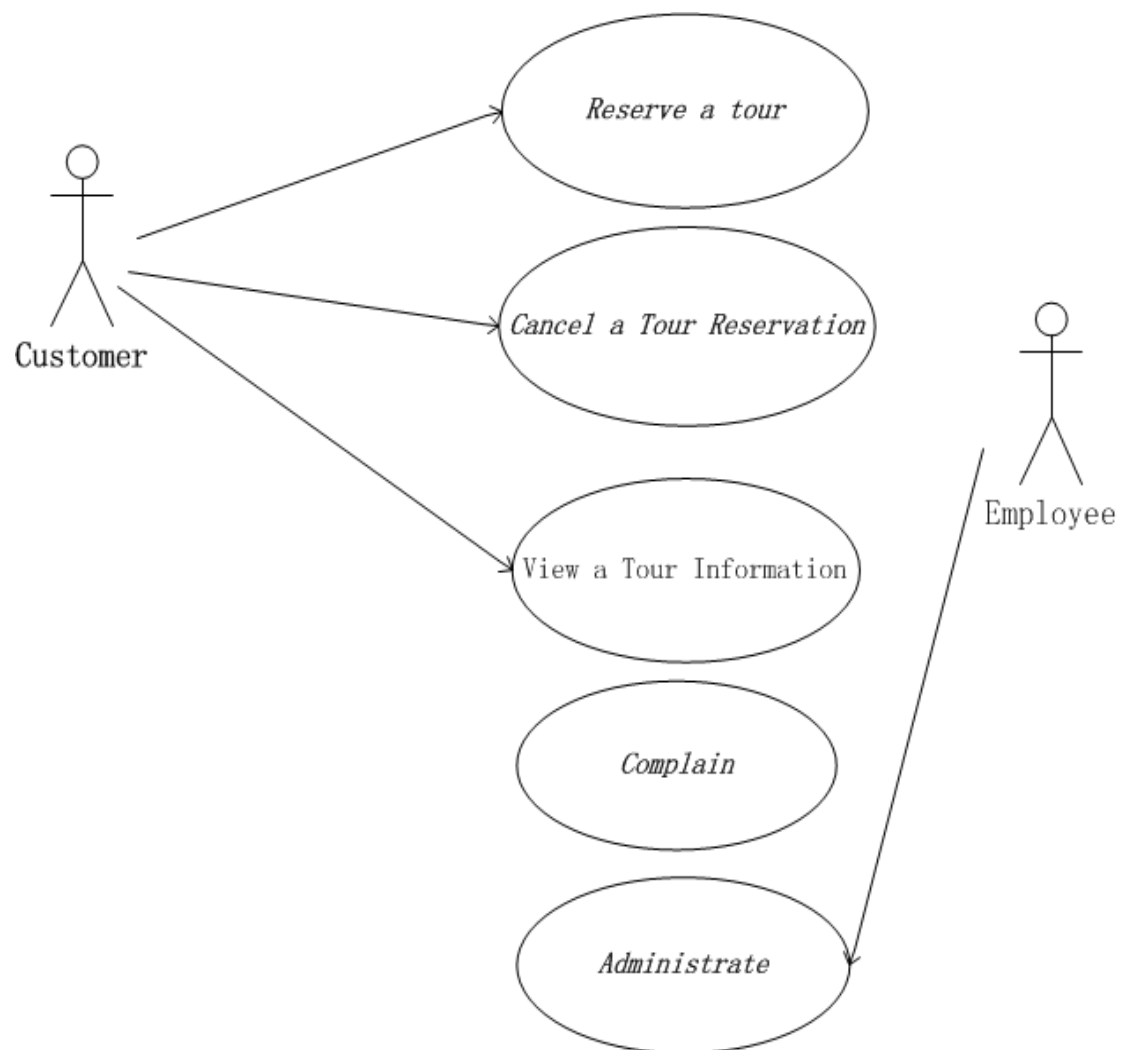 Reserve a tour
Customer
Cancel a Tour Reservation
Employee
View a Tour Information
Complain
Administrate